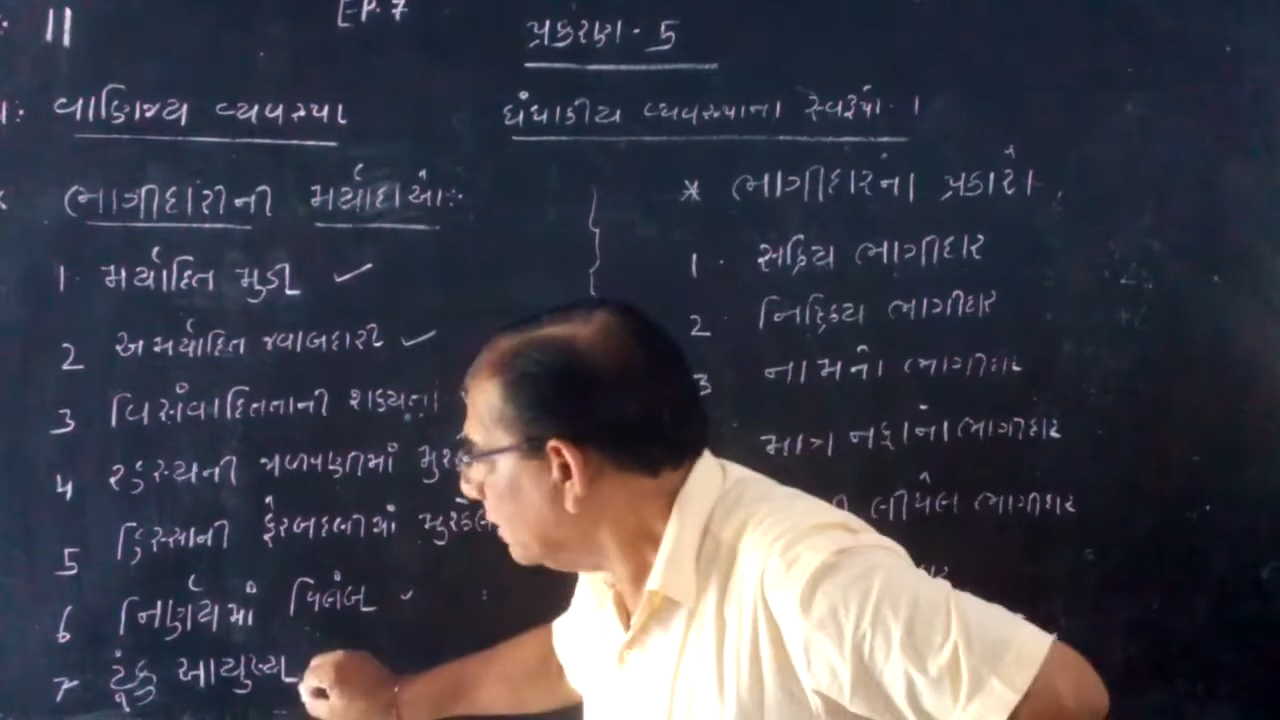 : 11
EP. 7
પ્રકરણ - 5
વાણિજ્ય વ્યવસ્થા
ધંધાકીય વ્યવસ્થાના સ્વરૂપો - ।
ભાગીદારીની મર્યાદાઓ:-
1. મર્યાદિત મુડી ✓
2 અમર્યાદિત જવાબદારી ✓
3 વિસંવાદિતતાની શક્યતા
4 રહસ્યની જાળવણીમાં
5 હિસ્સાની ફેરબદલીમાં
6 નિર્ણયમાં વિલંબ ✓
7 ટૂંકુ આયુષ્ય
* ભાગીદારના પ્રકારો
1. સક્રિય ભાગીદાર
2. નિષ્ક્રિય ભાગીદાર
3 નામનો ભાગીદાર
માત્ર નફાનો ભાગીદાર
લીધેલ ભાગીદાર